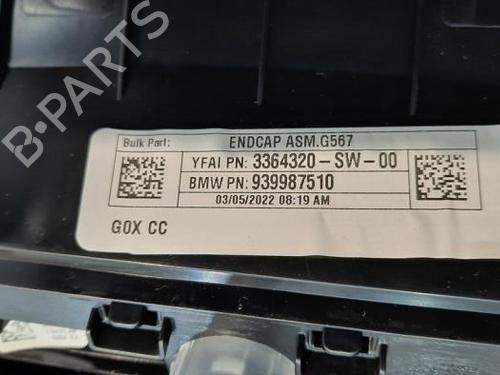 Bulk Part: ENDCAP ASM.G567
YFAI PN: 3364320-SW-00
BMW PN: 939987510
03/05/2022 08:19 AM
GOX CC
B-PARTS